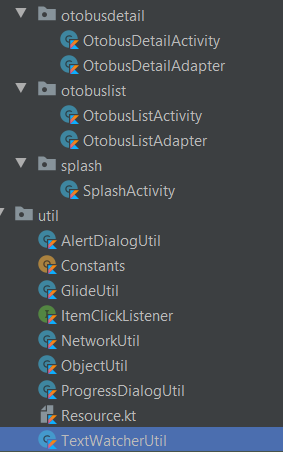 otobusdetail
OtobusDetailActivity
OtobusDetailAdapter
otobuslist
OtobusListActivity
OtobusListAdapter
splash
SplashActivity
util
AlertDialogUtil
Constants
GlideUtil
ItemClickListener
NetworkUtil
ObjectUtil
ProgressDialogUtil
Resource.kt
TextWatcherUtil